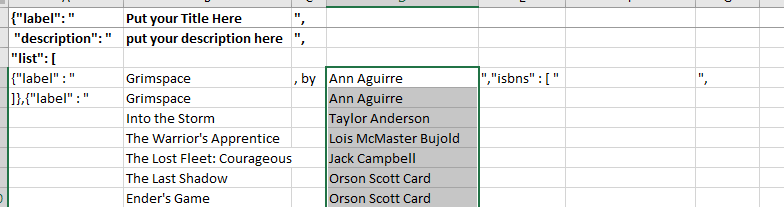 {"label": " Put your Title Here ",
"description": " put your description here ",
"list": [
{"label" : " Grimspace , by Ann Aguirre ","isbns" : [ " ",
]},{"label" : " Grimspace Ann Aguirre
Into the Storm Taylor Anderson
The Warrior's Apprentice Lois McMaster Bujold
The Lost Fleet: Courageous Jack Campbell
The Last Shadow Orson Scott Card
Ender's Game Orson Scott Card